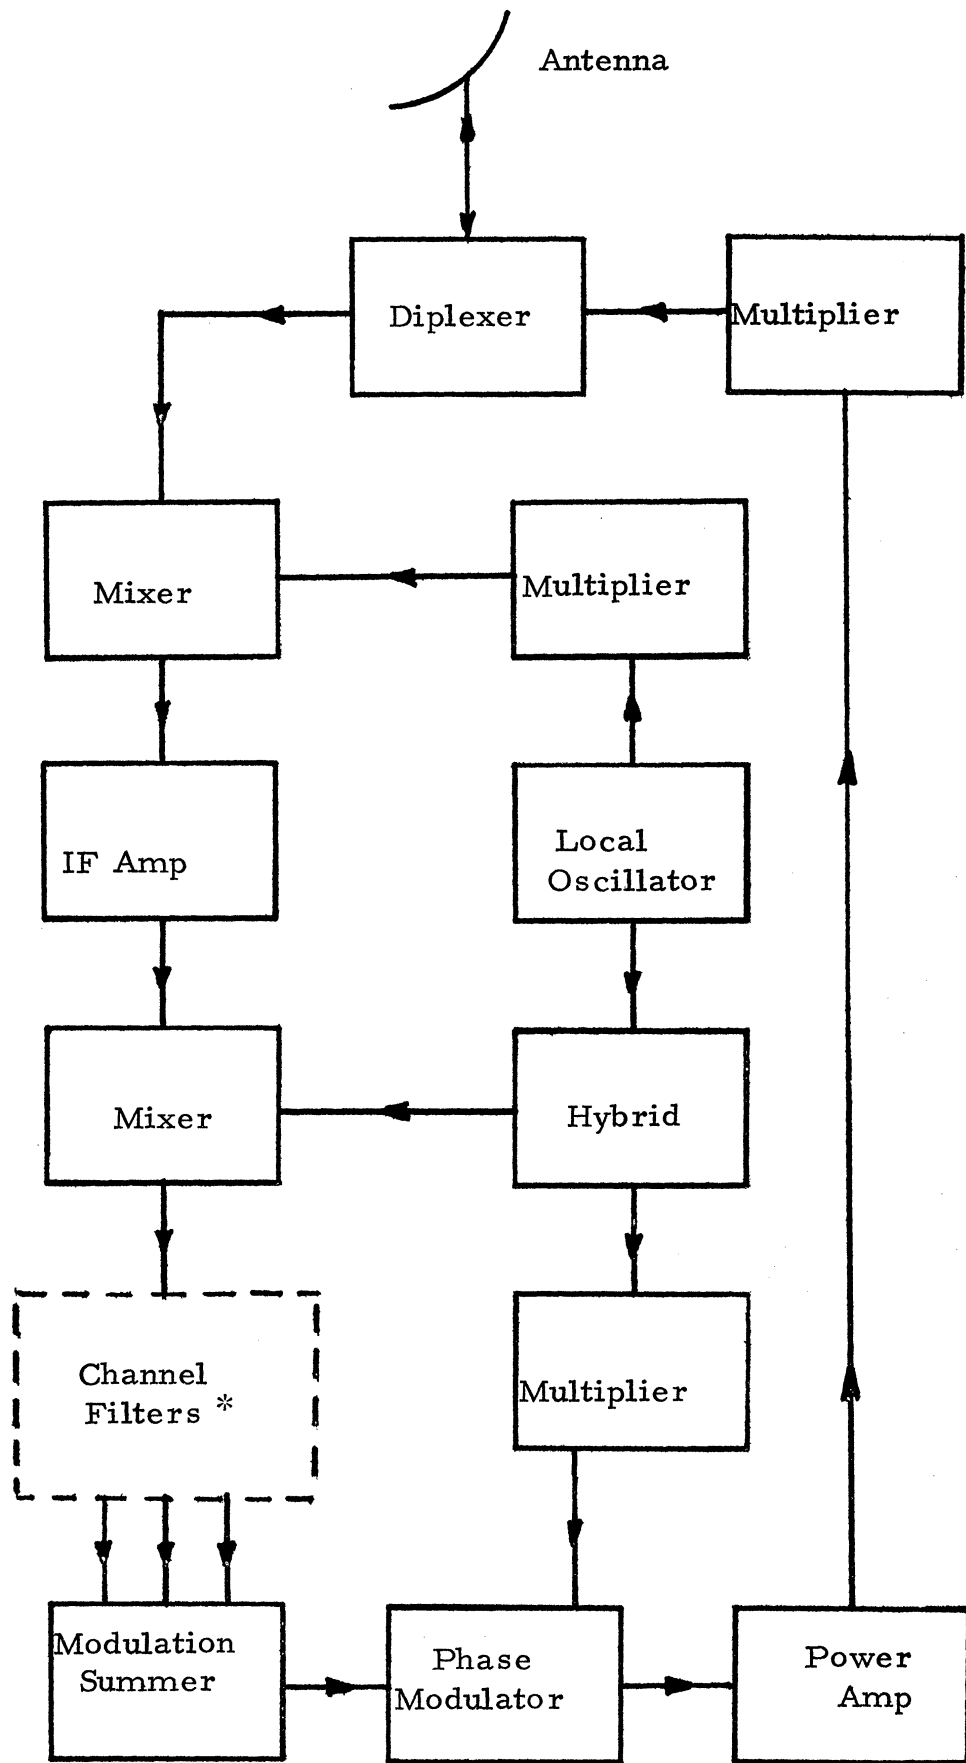 Antenna
Diplexer
Multiplier
Mixer
Multiplier
IF Amp
Local
Oscillator
Mixer
Hybrid
Channel
Filters *
Multiplier
Modulation
Summer
Phase
Modulator
Power
Amp